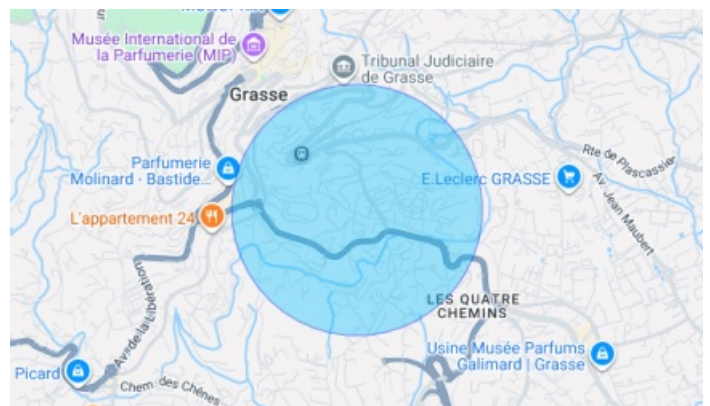 Musée International de
la Parfumerie (MIP)
Tribunal Judiciaire
de Grasse
Grasse
Parfumerie
Molinard - Bastide...
E.Leclerc GRASSE
Rte de Plascassier
Av. Jean Maubert
L'appartement 24
Av. de la Libération
LES QUATRE
CHEMINS
Usine Musée Parfums
Galimard | Grasse
Picard
Chem. des Chênes